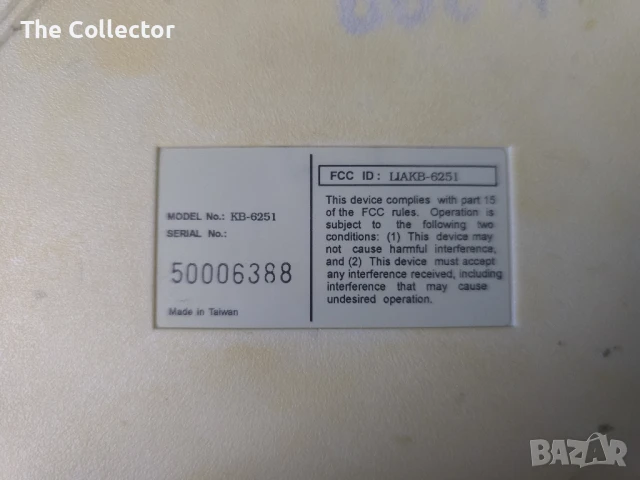 The Collector
MODEL No.: KB-6251
SERIAL No.:
50006388
Made in Taiwan
FCC ID: LIAKB-6251
This device complies with part 15
of the FCC rules. Operation is
subject to the following two
conditions: (1) This device may
not cause harmful interference,
and (2) This device must accept
any interference received, including
interference that may cause
undesired operation.
BAZAR